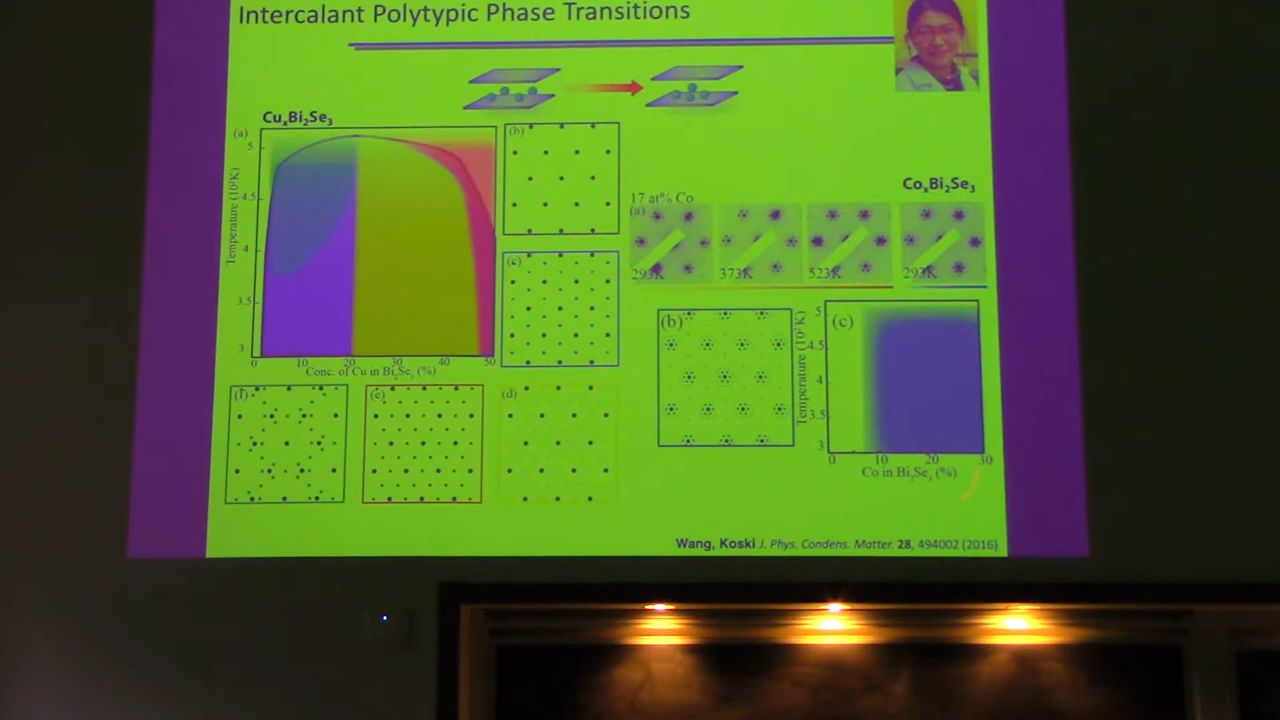 Intercalant Polytypic Phase Transitions
CuxBi2Se3
(a)
5
4.5
4
3.5
3
Temperature (10²K)
0 10 20 30 40 50
Conc. of Cu in Bi2Se3 (%)
(b)
(c)
(f)
(e)
(d)
CoxBi2Se3
17 at% Co
(a)
293K
373K
523K
293K
(b)
(c)
5
4.5
4
3.5
3
Temperature (10²K)
0 10 20 30
Co in Bi2Se3 (%)
Wang, Koski J. Phys. Condens. Matter. 28, 494002 (2016)